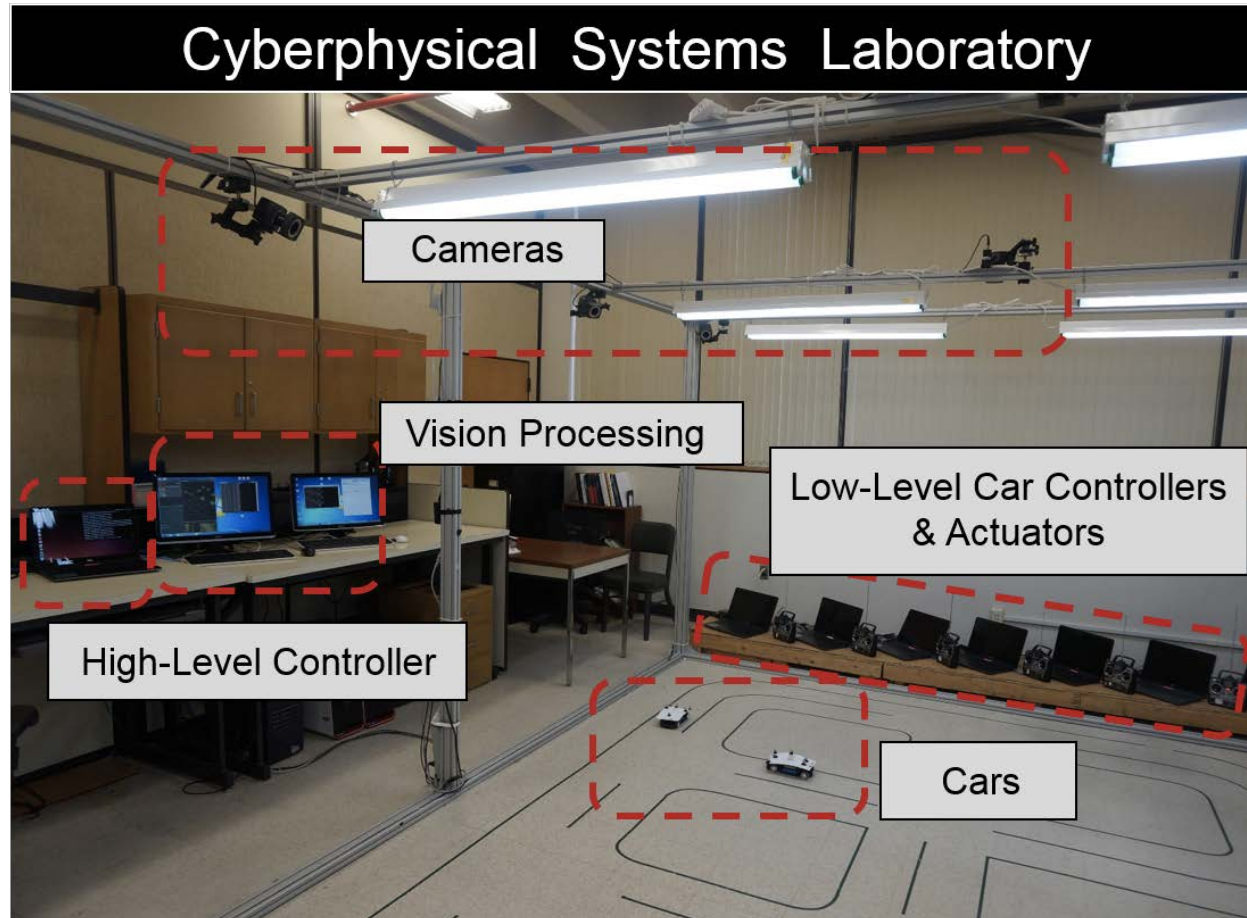 Cyberphysical Systems Laboratory
Cameras
Vision Processing
Low-Level Car Controllers
& Actuators
High-Level Controller
Cars